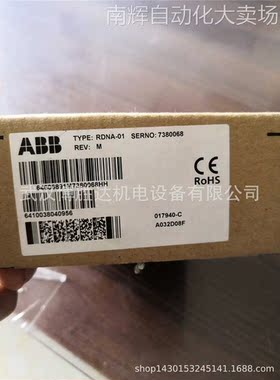 南辉自动化大卖场
ABB
TYPE: RDNA-01 SERNO: 7380068
REV: M
CE
RoHS
6410038040956
017940-C
A032D08F
shop1430153245141.1688.com